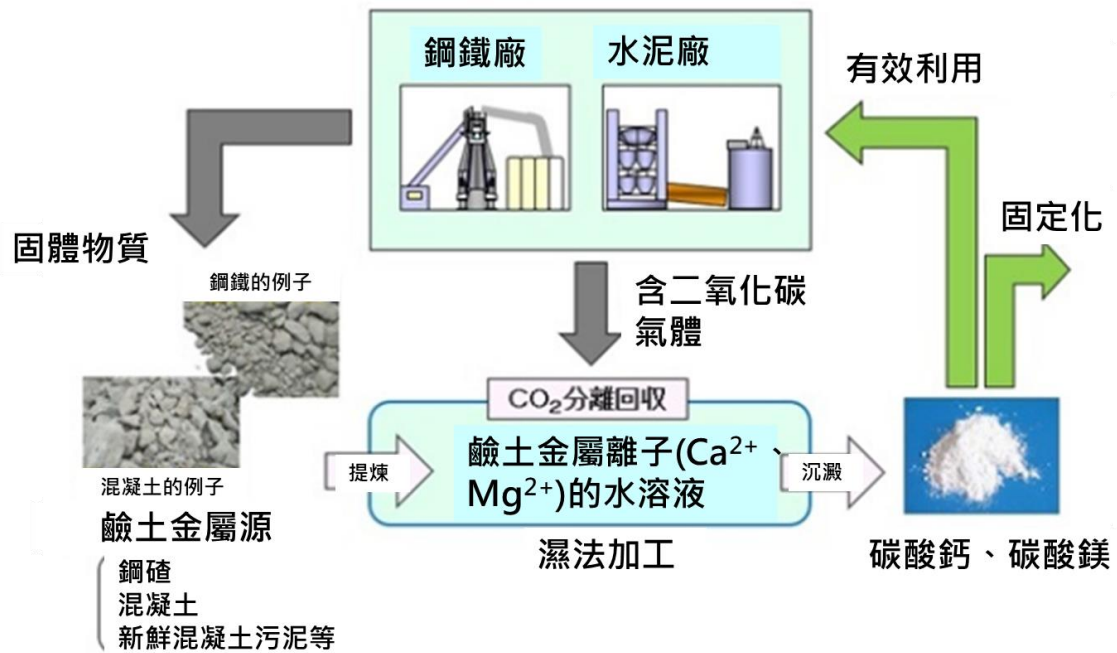 鋼鐵廠
水泥廠
有效利用
固定化
固體物質
鋼鐵的例子
含二氧化碳
氣體
CO₂分離回収
提煉
鹼土金屬離子(Ca²⁺、
Mg²⁺)的水溶液
沉澱
混凝土的例子
鹼土金屬源
濕法加工
碳酸鈣、碳酸鎂
鋼碴
混凝土
新鮮混凝土污泥等